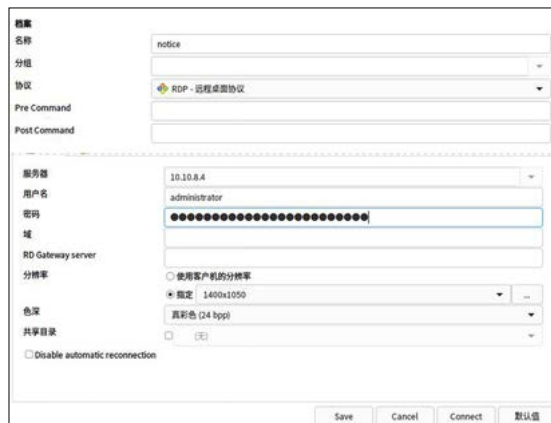 档案
名称 notice
分组
协议 RDP - 远程桌面协议
Pre Command
Post Command
服务器 10.10.8.4
用户名 administrator
密码 ●●●●●●●●●●●●●●●●●●●●●●●●
域
RD Gateway server
分辨率 使用客户机的分辨率
指定 1400x1050 ...
色深 真彩色 (24 bpp)
共享目录 (无)
Disable automatic reconnection
Save Cancel Connect 默认值